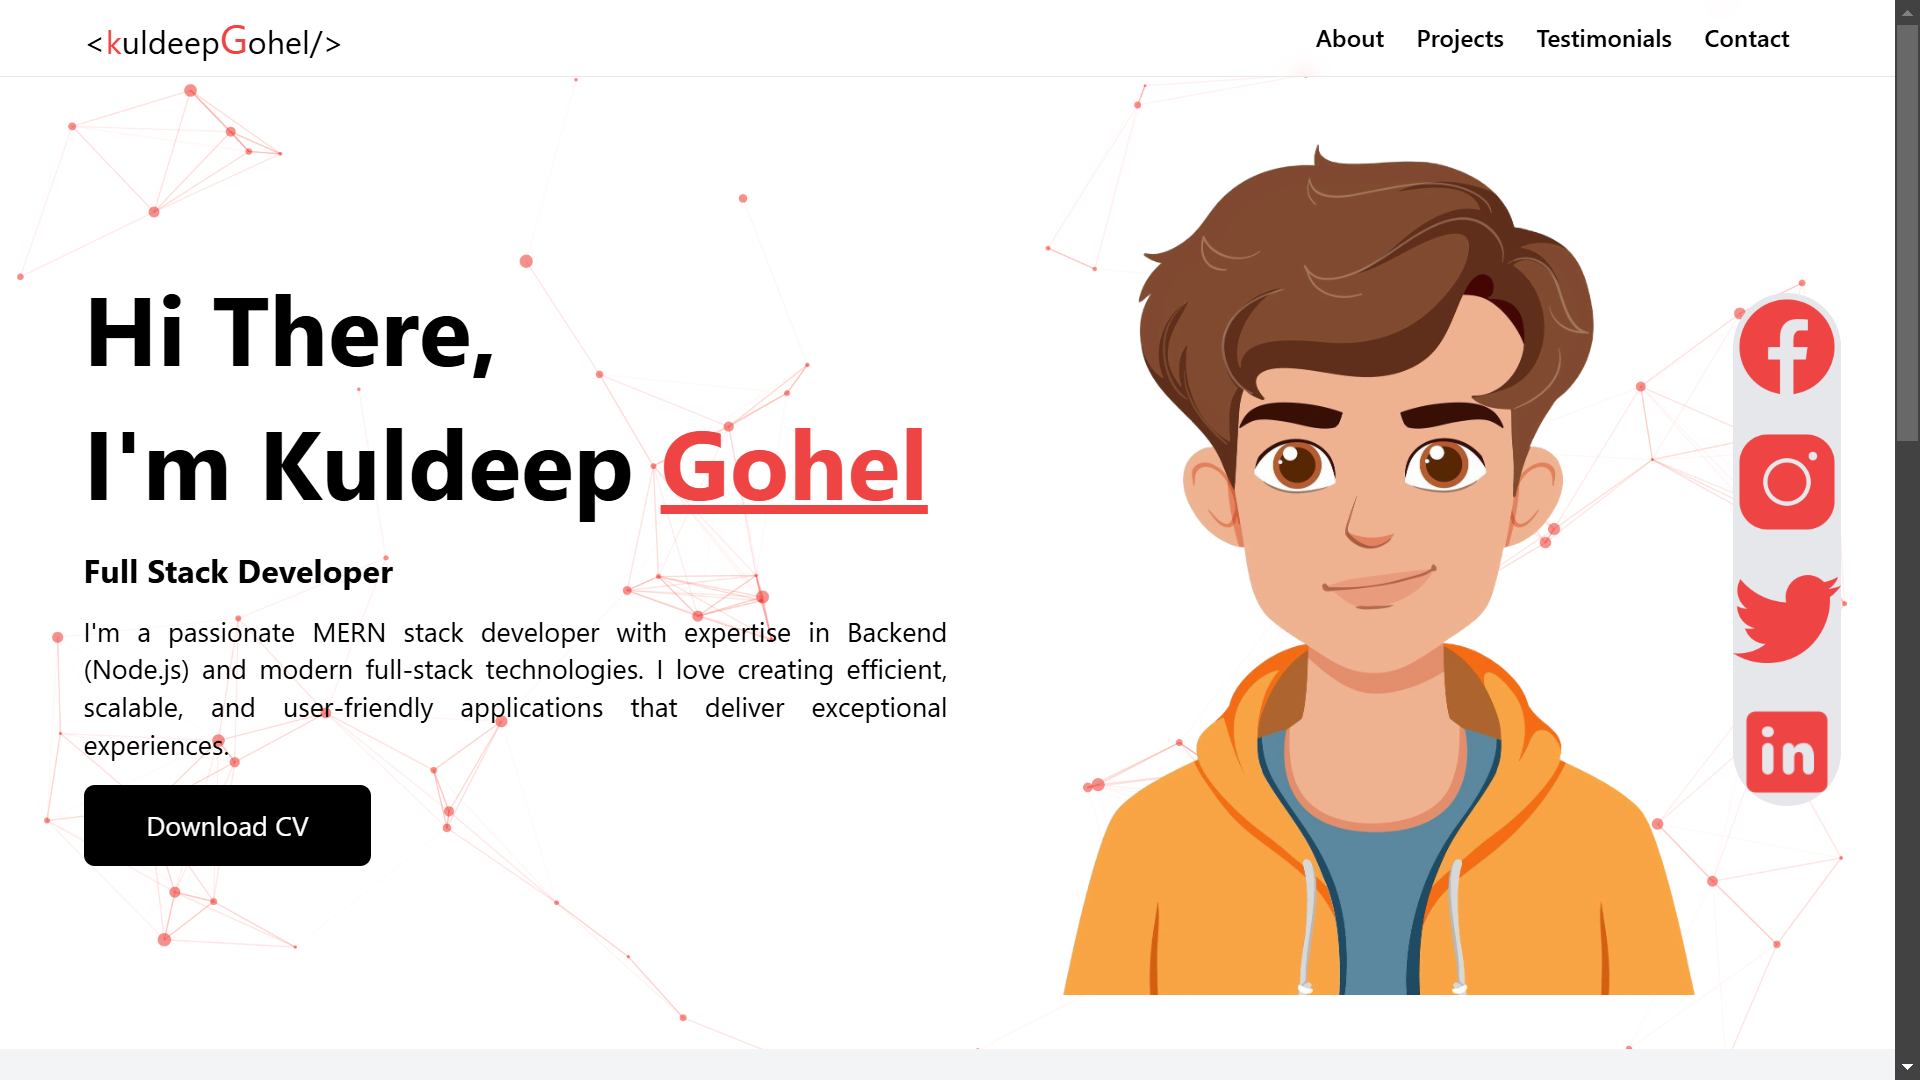 <kuldeepGohel/>
About Projects Testimonials Contact
Hi There,
I'm Kuldeep Gohel
Full Stack Developer
I'm a passionate MERN stack developer with expertise in Backend
(Node.js) and modern full-stack technologies. I love creating efficient,
scalable, and user-friendly applications that deliver exceptional
experiences.
Download CV
in